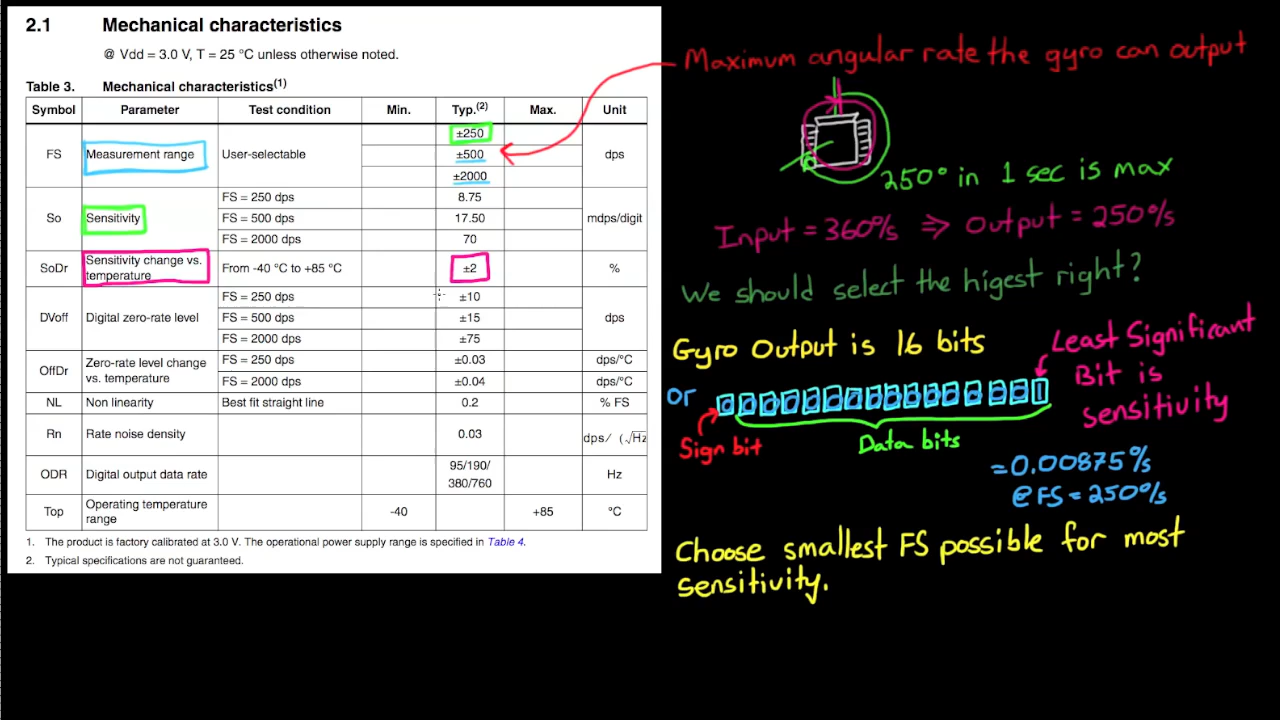 2.1 Mechanical characteristics
@ Vdd = 3.0 V, T = 25 °C unless otherwise noted.
Table 3. Mechanical characteristics(1)
Symbol Parameter Test condition Min. Typ.(2) Max. Unit
FS Measurement range User-selectable ±250 ±500 ±2000 dps
So Sensitivity FS = 250 dps 8.75 mdps/digit
FS = 500 dps 17.50
FS = 2000 dps 70
SoDr Sensitivity change vs. temperature From -40 °C to +85 °C ±2 %
DVoff Digital zero-rate level FS = 250 dps ±10 dps
FS = 500 dps ±15
FS = 2000 dps ±75
OffDr Zero-rate level change vs. temperature FS = 250 dps ±0.03 dps/°C
FS = 2000 dps ±0.04 dps/°C
NL Non linearity Best fit straight line 0.2 % FS
Rn Rate noise density 0.03 dps/ (√Hz
ODR Digital output data rate 95/190/ 380/760 Hz
Top Operating temperature range -40 +85 °C
1. The product is factory calibrated at 3.0 V. The operational power supply range is specified in Table 4.
2. Typical specifications are not guaranteed.
Maximum angular rate the gyro can output
250° in 1 sec is max
Input = 360°/s ⇒ Output = 250°/s
We should select the higest right?
Gyro Output is 16 bits
Least Significant
Bit is
sensitivity
or 0000000000000001
Sign bit
Data bits
= 0.00875°/s
@ FS = 250°/s
Choose smallest FS possible for most
sensitivity.